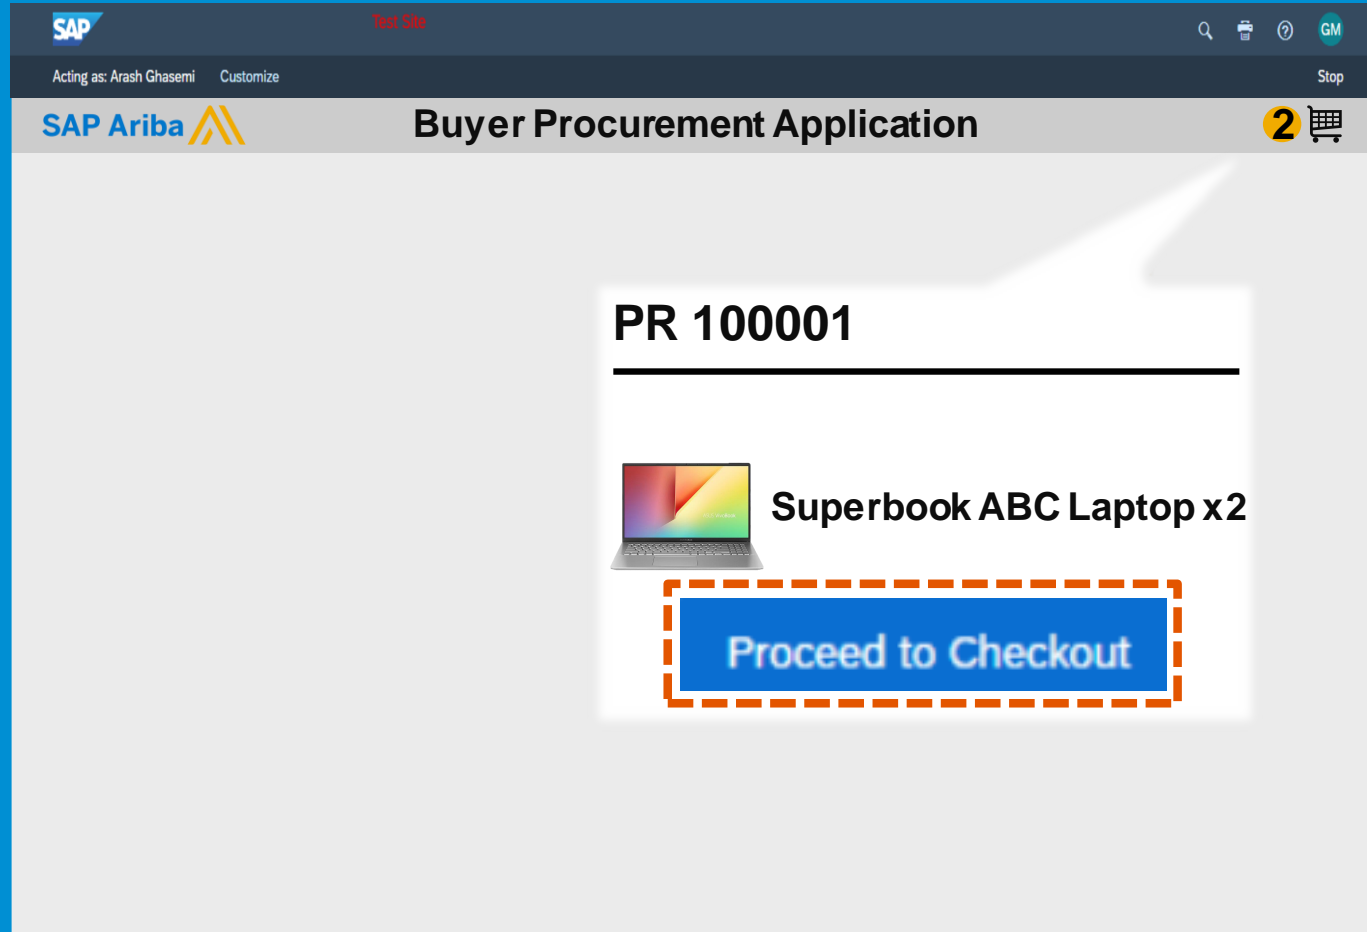 SAP
Test Site
GM
Acting as: Arash Ghasemi Customize Stop
SAP Ariba Buyer Procurement Application 2
PR 100001
Superbook ABC Laptop x2
Proceed to Checkout